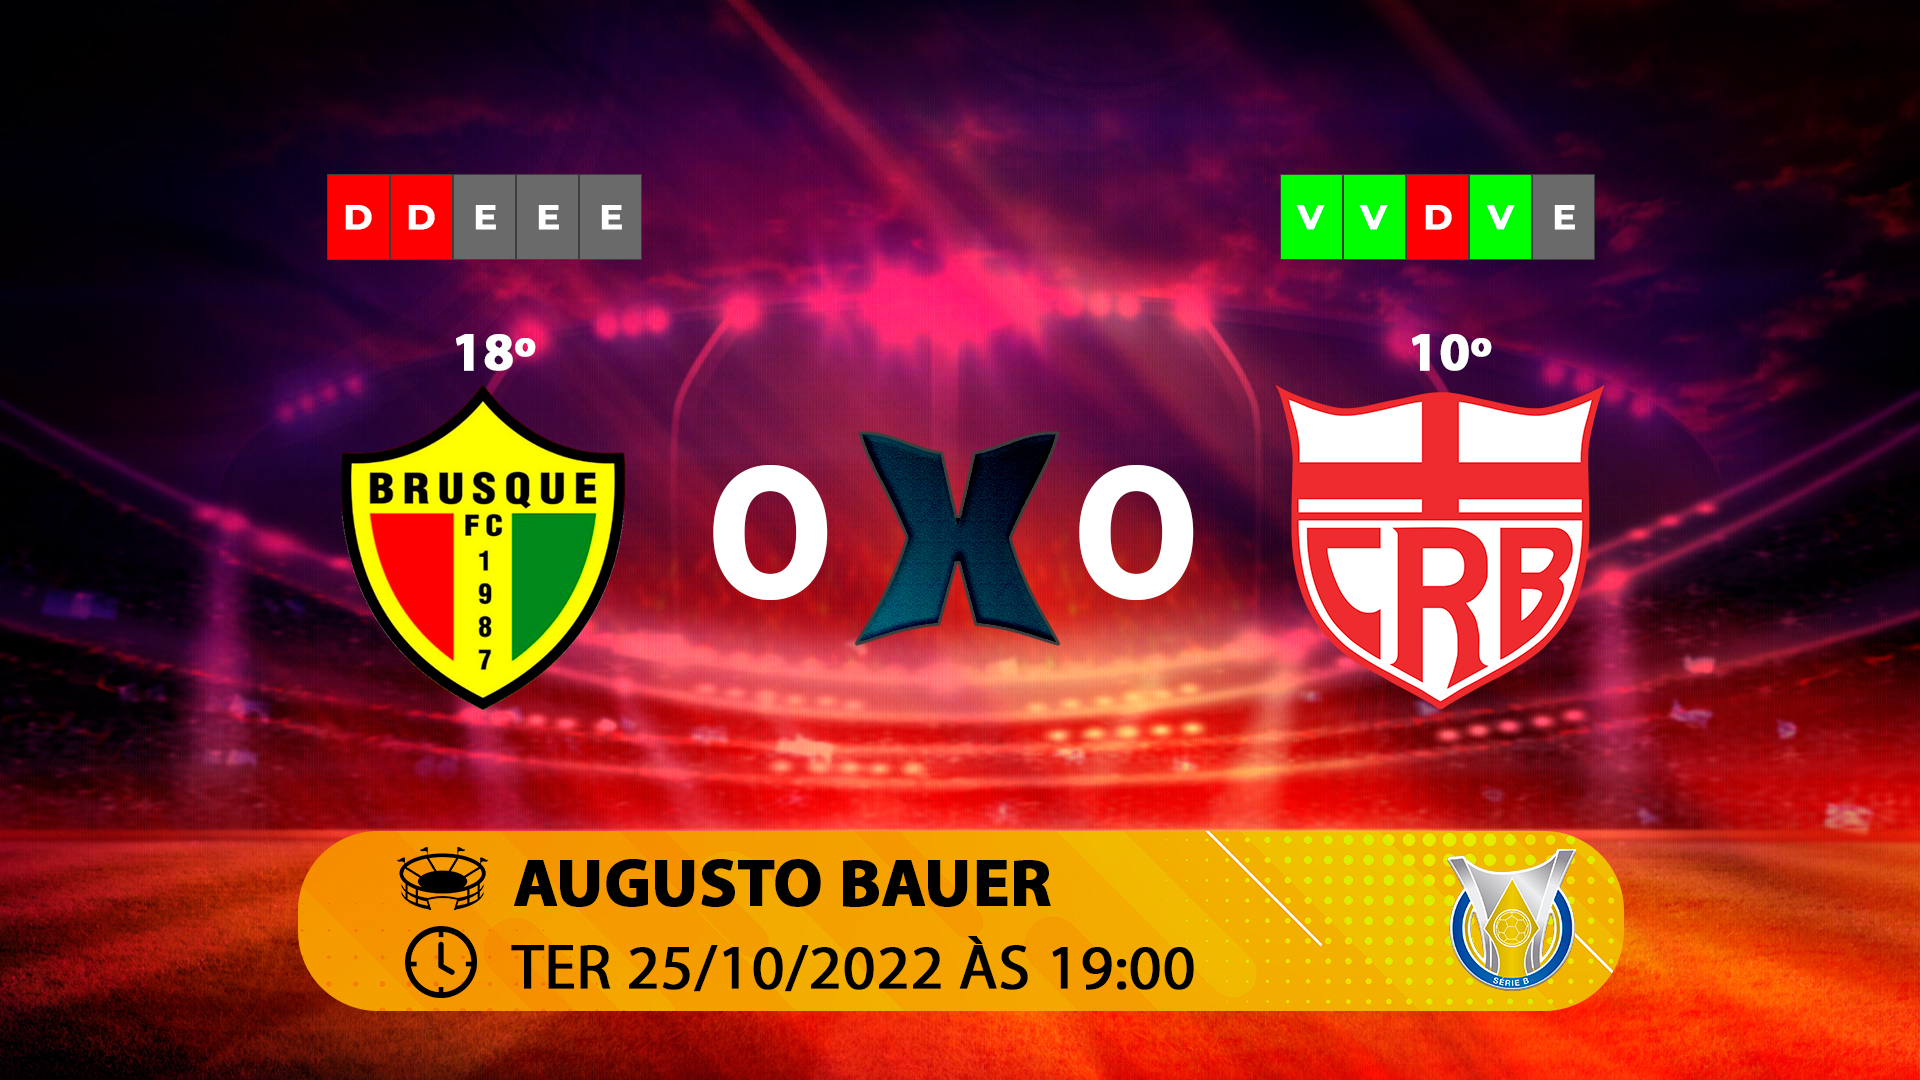 D D E E E
V V D V E
18º
10º
BRUSQUE
FC
1
9
8
7
0 X 0
CRB
AUGUSTO BAUER
TER 25/10/2022 ÀS 19:00
SÉRIE B